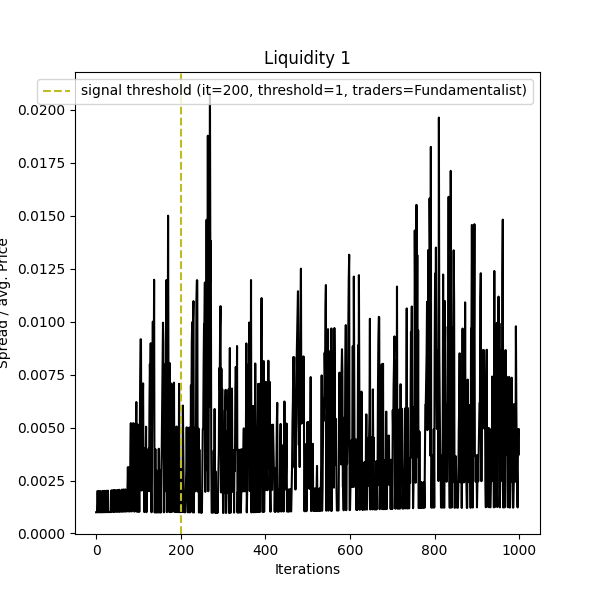 Liquidity 1
signal threshold (it=200, threshold=1, traders=Fundamentalist)
0.0200
0.0175
0.0150
0.0125
0.0100
0.0075
0.0050
0.0025
0.0000
Spread / avg. Price
0 200 400 600 800 1000
Iterations